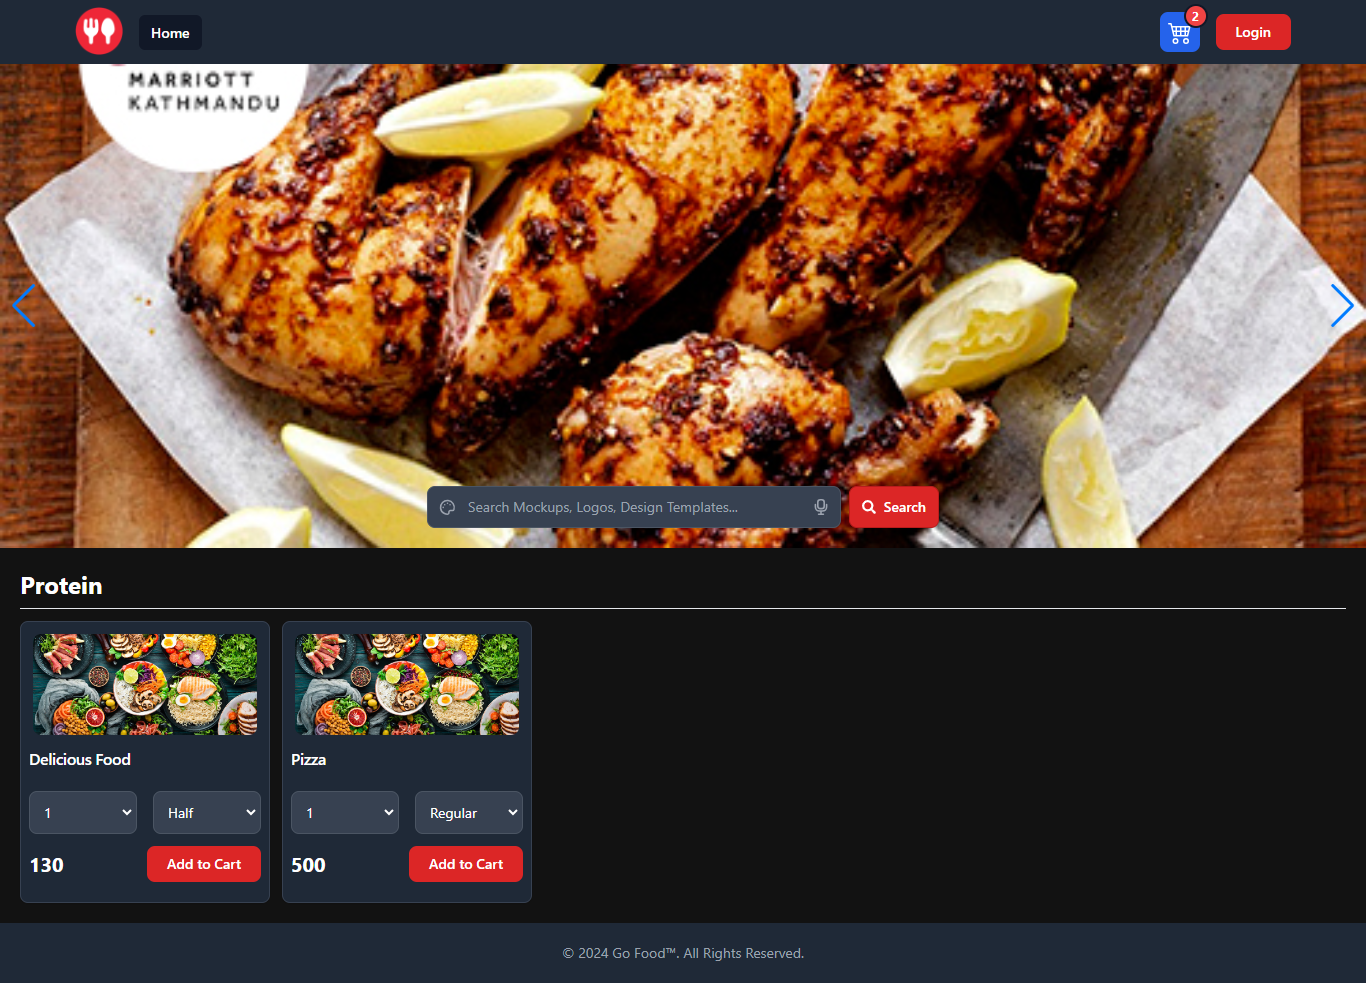 Home
2
Login
MARRIOTT
KATHMANDU
Search Mockups, Logos, Design Templates...
Search
Protein
Delicious Food
Pizza
1
Half
1
Regular
130
Add to Cart
500
Add to Cart
© 2024 Go Food™. All Rights Reserved.